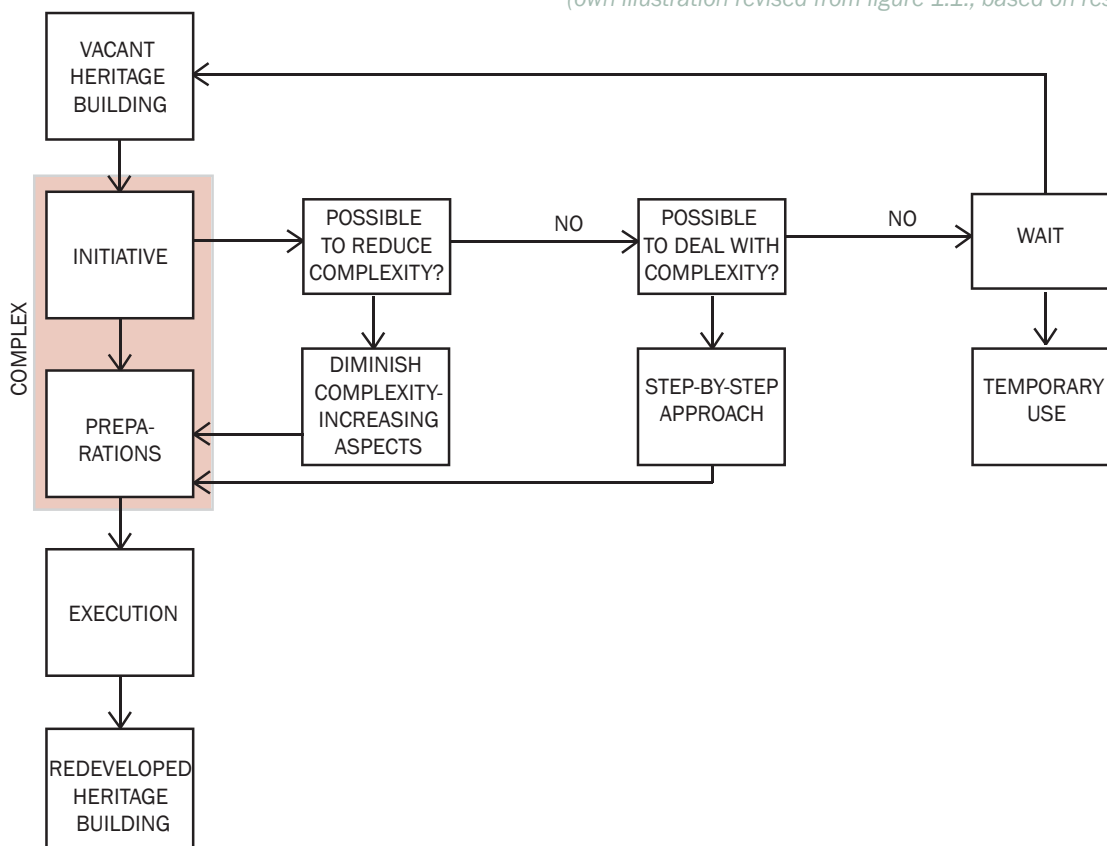 (own illustration revised from figure 1.1., based on res
VACANT
HERITAGE
BUILDING
INITIATIVE
POSSIBLE
TO REDUCE
COMPLEXITY?
NO
POSSIBLE
TO DEAL WITH
COMPLEXITY?
NO
WAIT
COMPLEX
PREPA-
RATIONS
DIMINISH
COMPLEXITY-
INCREASING
ASPECTS
STEP-BY-STEP
APPROACH
TEMPORARY
USE
EXECUTION
REDEVELOPED
HERITAGE
BUILDING